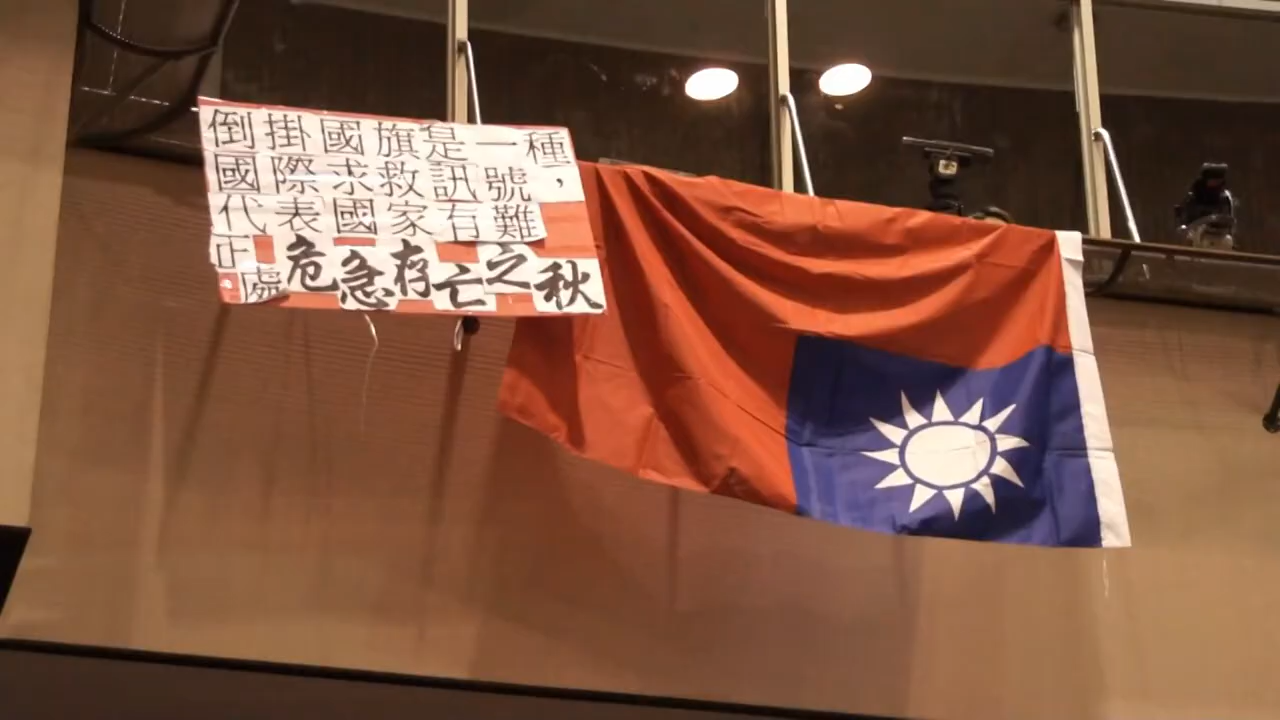 倒掛國旗是一種
國際求救訊號，
代表國家有難
正處危急存亡之秋